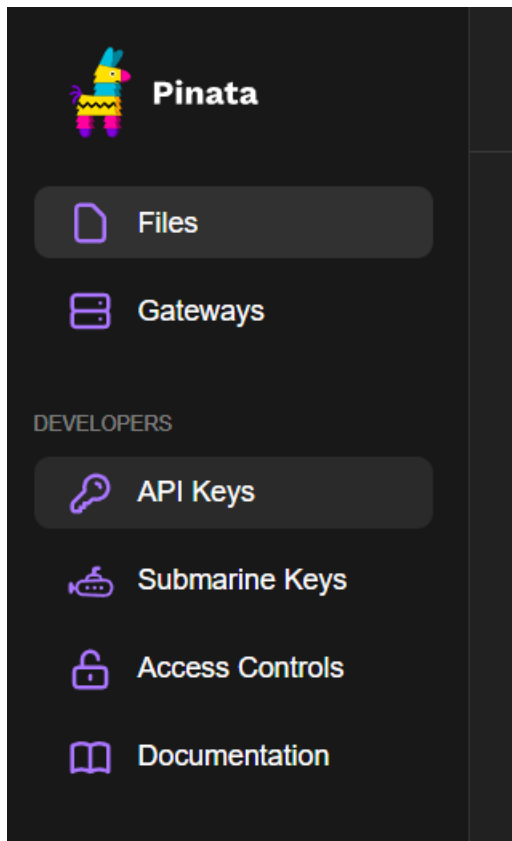 Pinata
Files
Gateways
DEVELOPERS
API Keys
Submarine Keys
Access Controls
Documentation